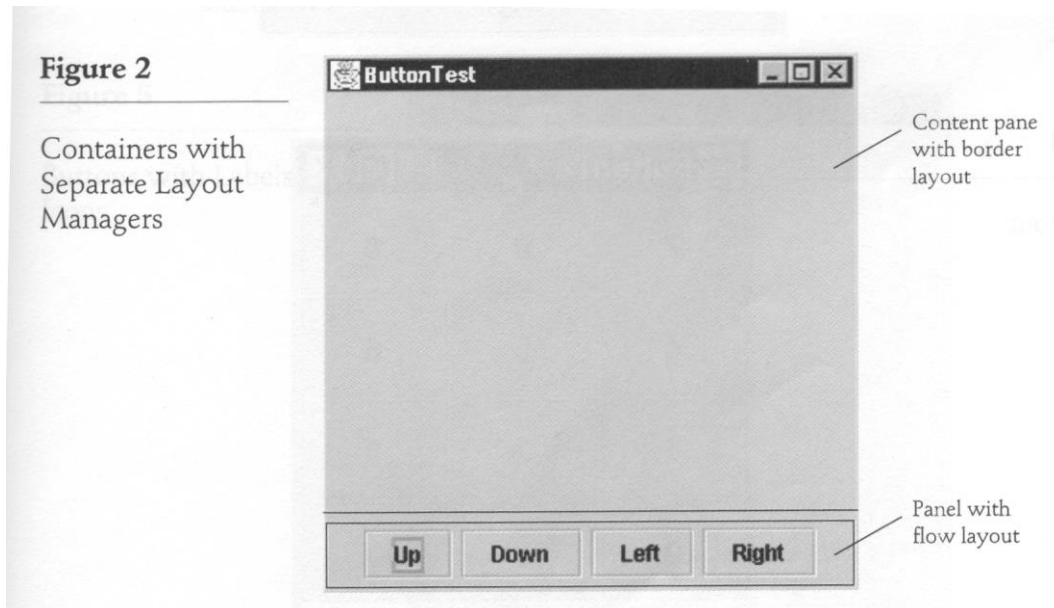 Figure 2
Containers with
Separate Layout
Managers
ButtonTest
Content pane
with border
layout
Panel with
flow layout
Up Down Left Right